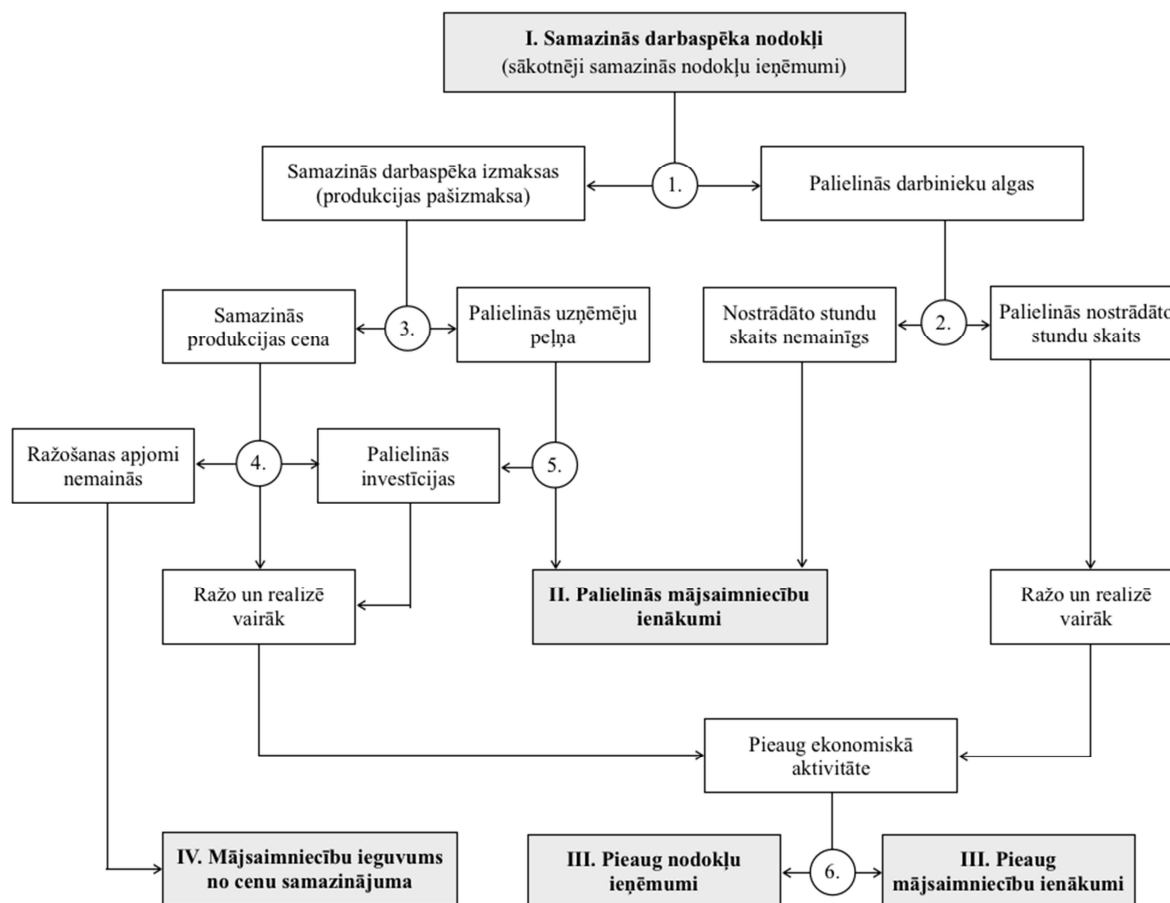 I. Samazinās darbaspēka nodokļi
(sākotnēji samazinās nodokļu ieņēmumi)
Samazinās darbaspēka izmaksas
(produkcijas pašizmaksa)
1.
Palielinās darbinieku algas
Samazinās
produkcijas cena
3.
Palielinās uzņēmēju
peļņa
Nostrādāto stundu
skaits nemainīgs
2.
Palielinās nostrādāto
stundu skaits
Ražošanas apjomi
nemainās
4.
Palielinās
investīcijas
5.
Ražo un realizē
vairāk
II. Palielinās mājsaimniecību
ienākumi
Ražo un realizē
vairāk
Pieaug ekonomiskā
aktivitāte
IV. Mājsaimniecību ieguvums
no cenu samazinājuma
III. Pieaug nodokļu
ieņēmumi
6.
III. Pieaug
mājsaimniecību ienākumi